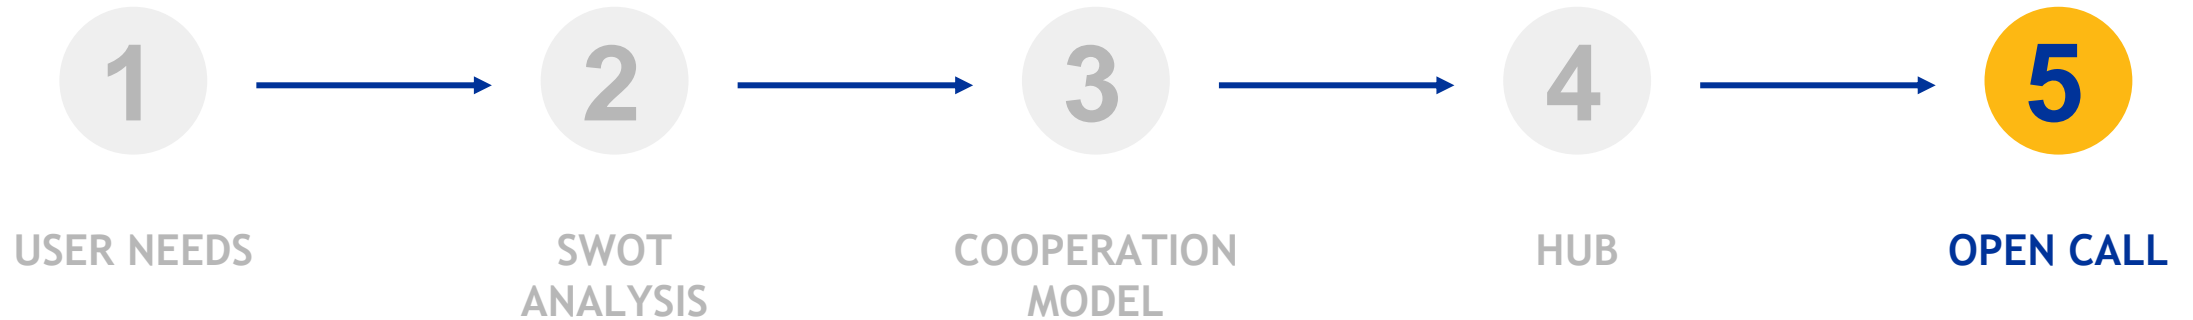 1
2
3
4
5
USER NEEDS
SWOT
ANALYSIS
COOPERATION
MODEL
HUB
OPEN CALL